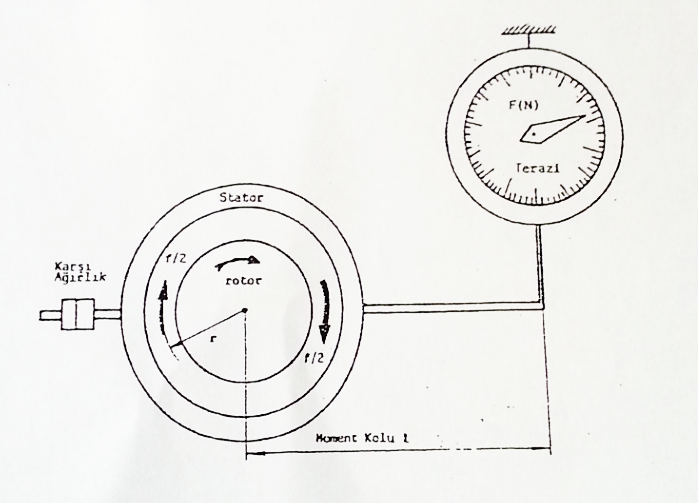 F(N)
Terazi
Stator
f/2
rotor
Karşı
Ağırlık
r
f/2
Moment Kolu l